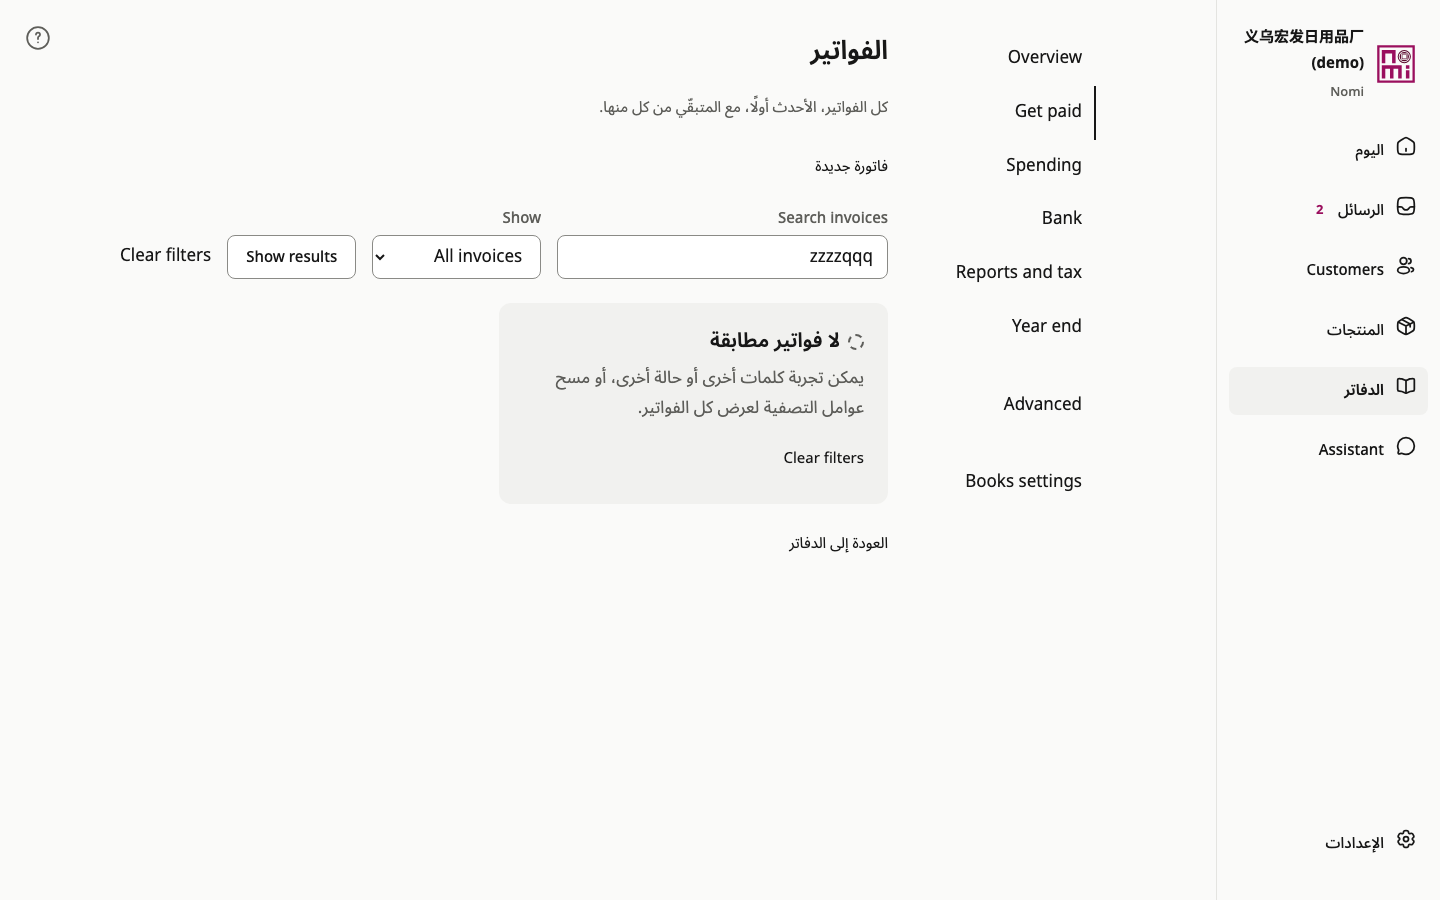 义乌宏发日用品厂
(demo)
Nomi
اليوم
الرسائل 2
Customers
المنتجات
الدفاتر
Assistant
الإعدادات
Overview
Get paid
Spending
Bank
Reports and tax
Year end
Advanced
Books settings
الفواتير
كل الفواتير، الأحدث أولًا، مع المتبقّي من كل منها.
فاتورة جديدة
Search invoices
zzzzqqq
Show
All invoices
Show results
Clear filters
لا فواتير مطابقة
يمكن تجربة كلمات أخرى أو حالة أخرى، أو مسح
عوامل التصفية لعرض كل الفواتير.
Clear filters
العودة إلى الدفاتر